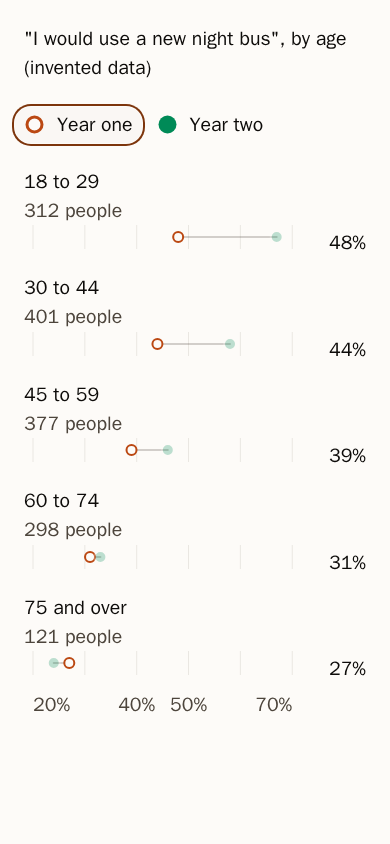 "I would use a new night bus", by age
(invented data)
Year one
Year two
18 to 29
312 people
48%
30 to 44
401 people
44%
45 to 59
377 people
39%
60 to 74
298 people
31%
75 and over
121 people
27%
20% 40% 50% 70%